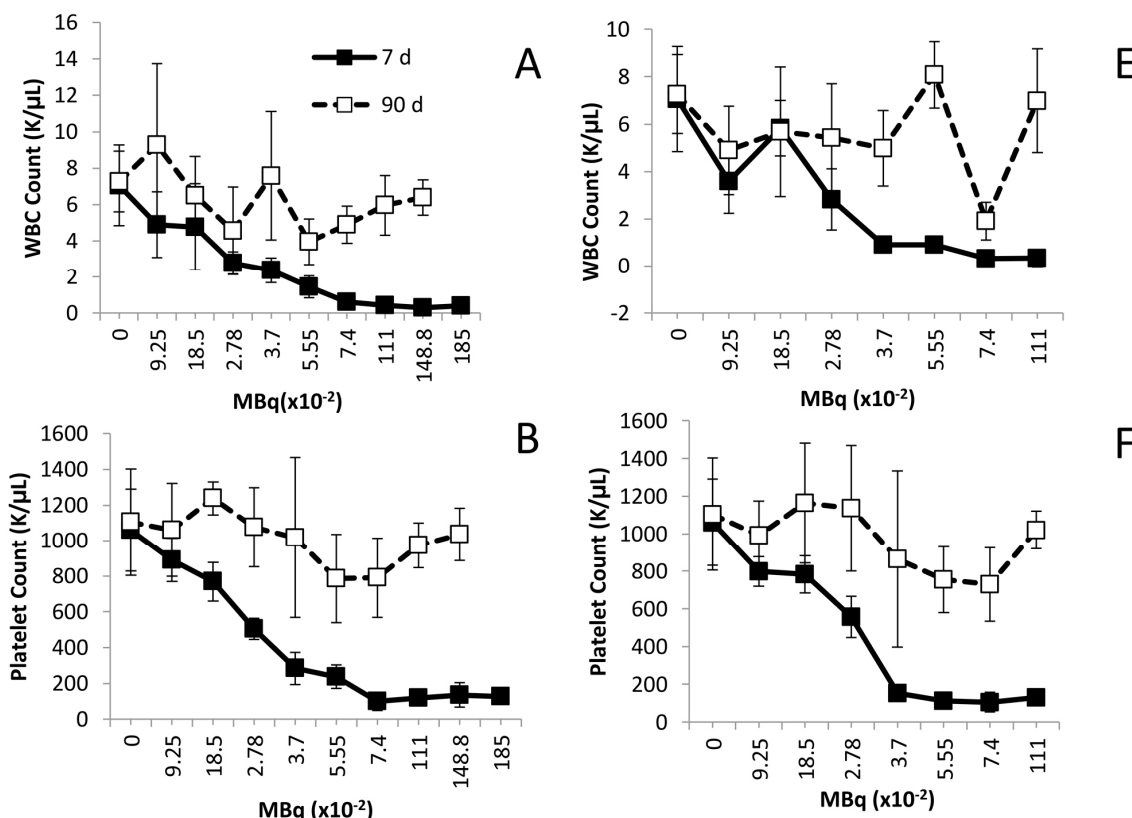 A
WBC Count (K/µL)
16
14
12
10
8
6
4
2
0
7 d
90 d
0 9.25 18.5 2.78 3.7 5.55 7.4 111 148.8 185
MBq(x10⁻²)
E
WBC Count (K/µL)
10
8
6
4
2
0
-2
0 9.25 18.5 2.78 3.7 5.55 7.4 111
MBq (x10⁻²)
B
Platelet Count (K/µL)
1600
1400
1200
1000
800
600
400
200
0
0 9.25 18.5 2.78 3.7 5.55 7.4 111 148.8 185
MBq (x10⁻²)
F
Platelet Count (K/µL)
1600
1400
1200
1000
800
600
400
200
0
0 9.25 18.5 2.78 3.7 5.55 7.4 111
MBq (x10⁻²)